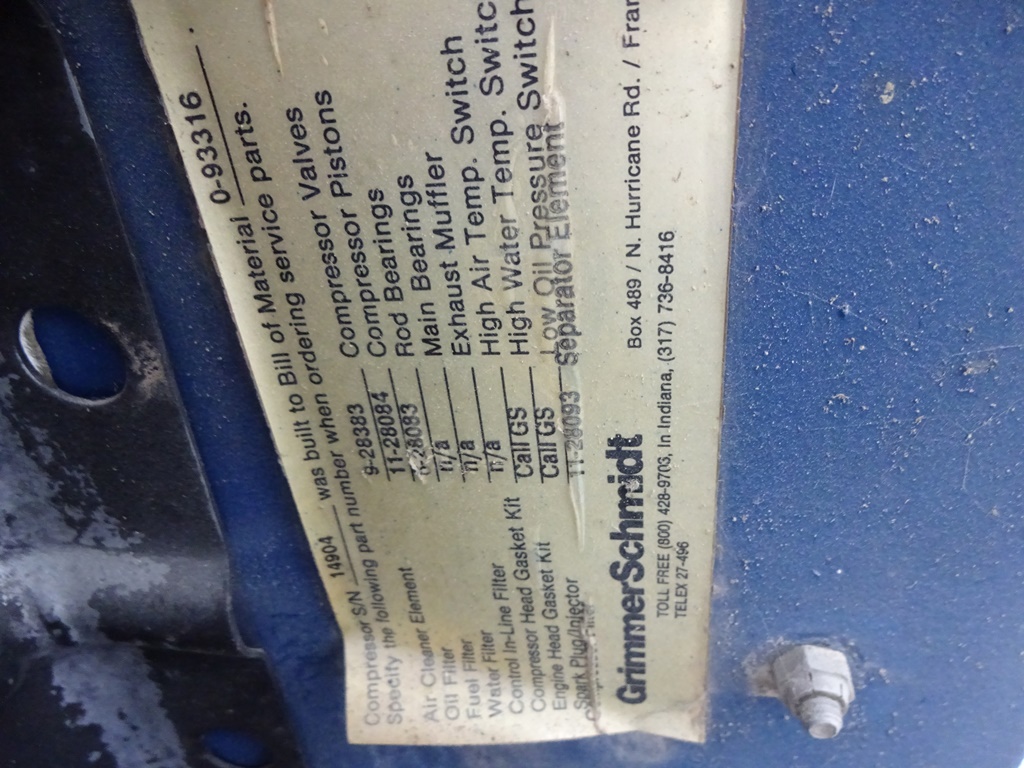 Compressor S/N 14904 was built to Bill of Material 0-93316.
Specify the following part number when ordering service parts.
Air Cleaner Element 9-28383 Compressor Valves
Oil Filter 11-28084 Compressor Pistons
Fuel Filter Compressor Bearings
Water Filter n/a Rod Bearings
Control In-Line Filter n/a Main Bearings
Compressor Head Gasket Kit n/a Exhaust Muffler
Engine Head Gasket Kit Call GS High Air Temp. Switch
Spark Plug/Injector Call GS High Water Temp. Switch
11-28093 Low Oil Pressure Switch
Separator Element
GrimmerSchmidt Box 489 / N. Hurricane Rd. / Fran
TOLL FREE (800) 428-9703, In Indiana, (317) 736-8416
TELEX 27-496